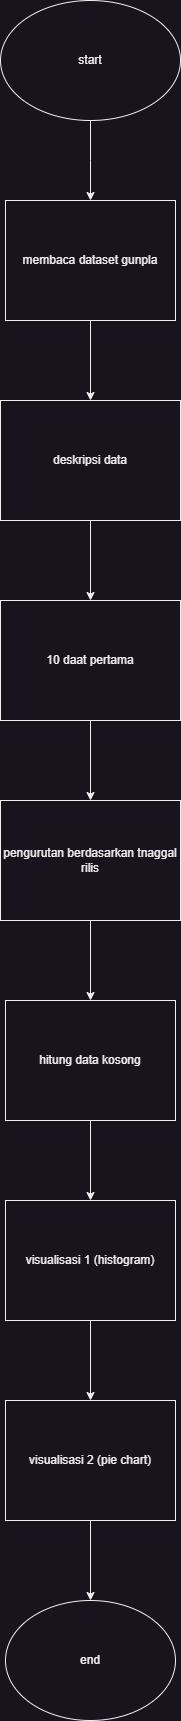 start
membaca dataset gunpla
deskripsi data
10 daat pertama
pengurutan berdasarkan tnaggal
rilis
hitung data kosong
visualisasi 1 (histogram)
visualisasi 2 (pie chart)
end